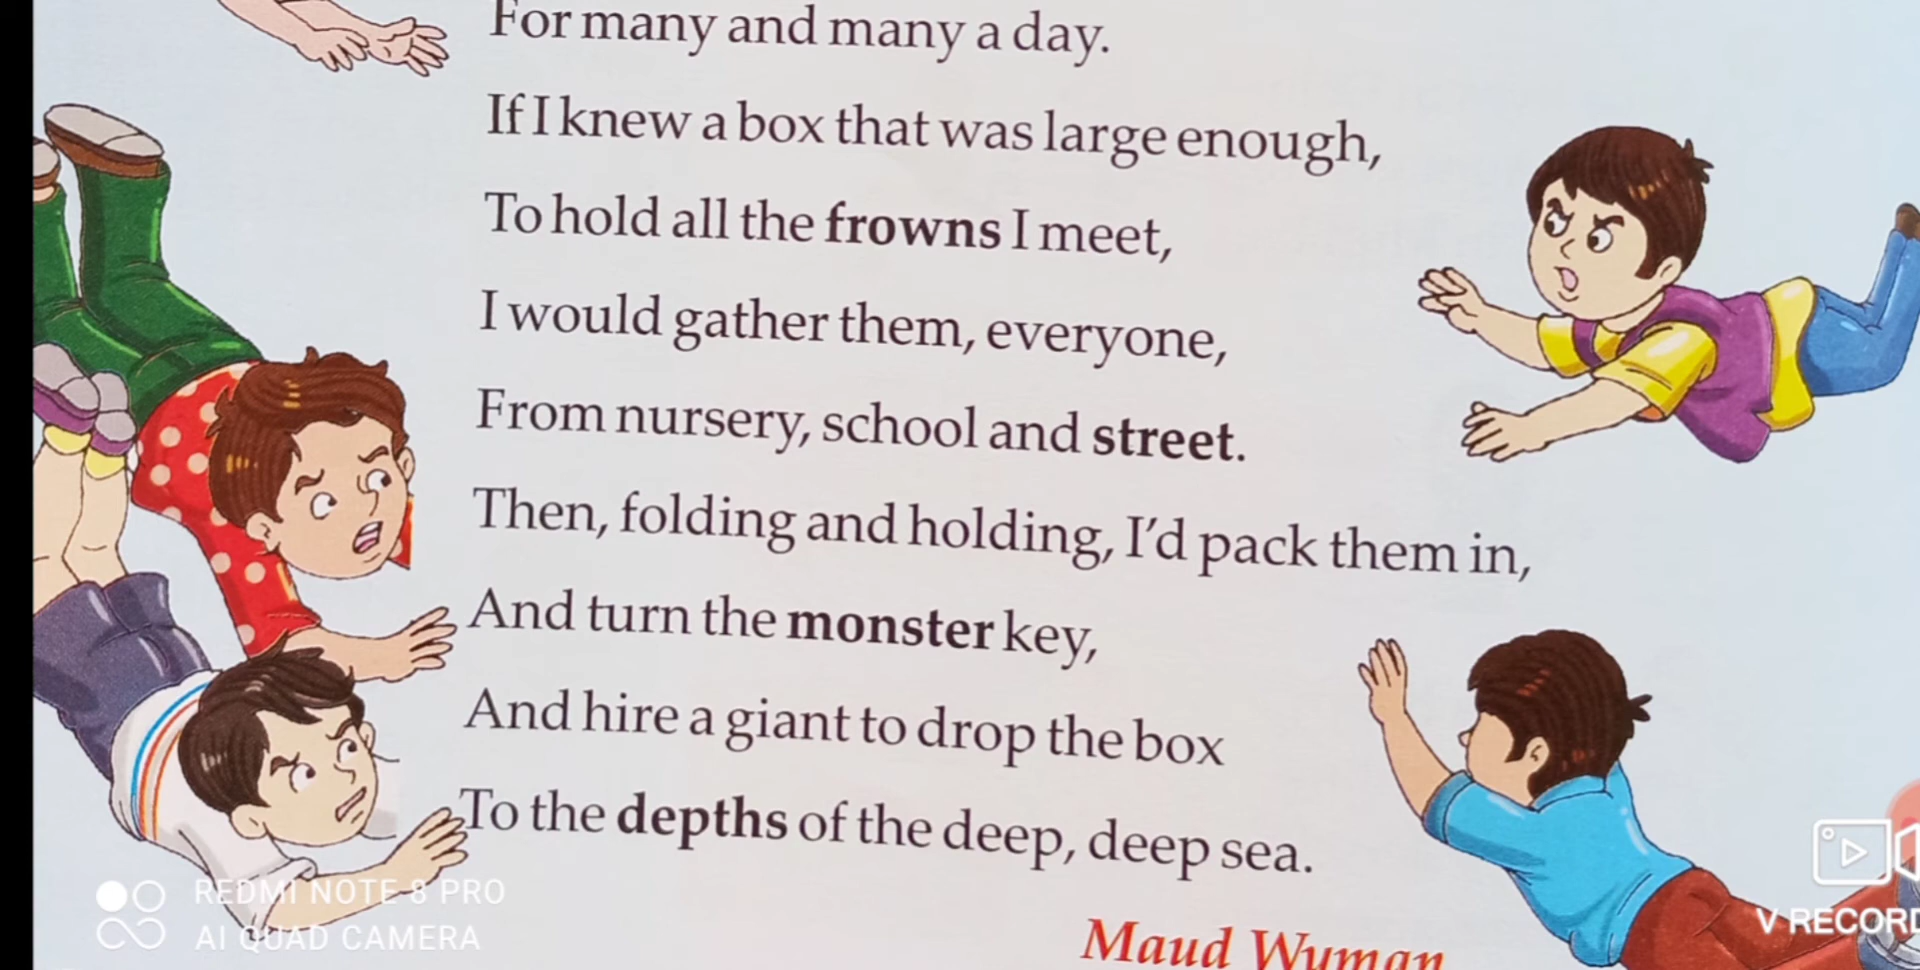 For many and many a day.
If I knew a box that was large enough,
To hold all the frowns I meet,
I would gather them, everyone,
From nursery, school and street.
Then, folding and holding, I'd pack them in,
And turn the monster key,
And hire a giant to drop the box
To the depths of the deep, deep sea.
Maud Wyman
REDMI NOTE 8 PRO
AI QUAD CAMERA
V RECORD